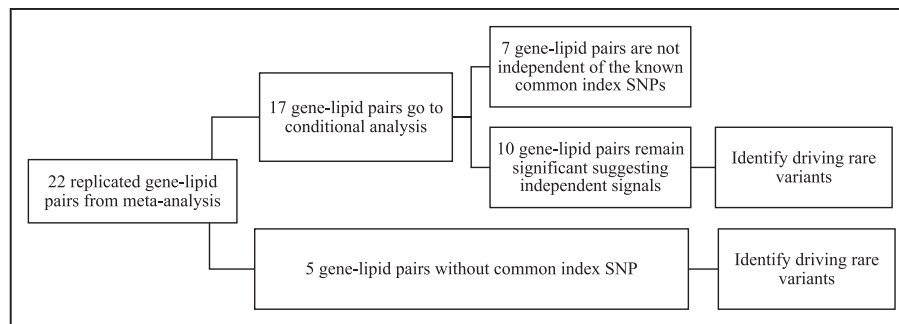 7 gene-lipid pairs are not
independent of the known
common index SNPs
17 gene-lipid pairs go to
conditional analysis
10 gene-lipid pairs remain
significant suggesting
independent signals
Identify driving rare
variants
22 replicated gene-lipid
pairs from meta-analysis
5 gene-lipid pairs without common index SNP
Identify driving rare
variants